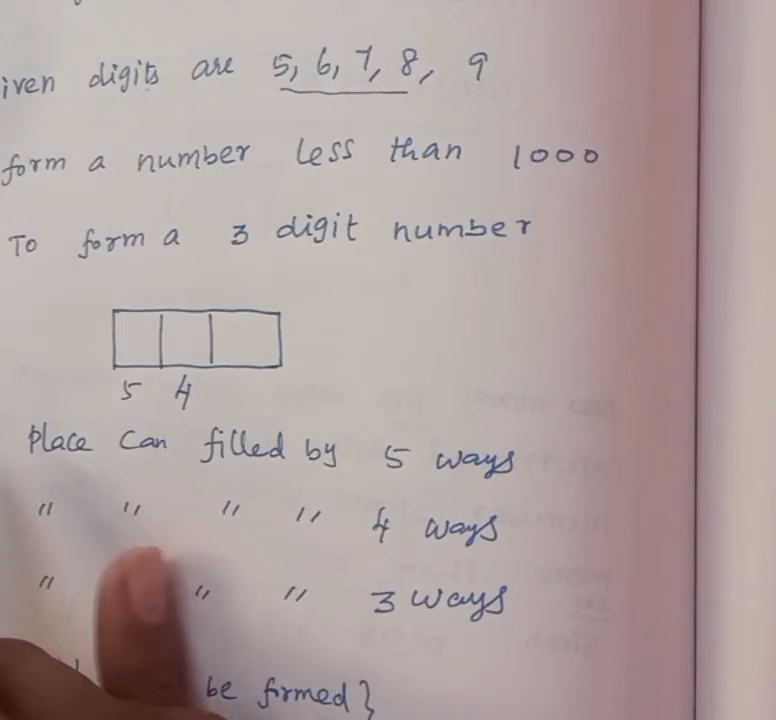 iven digits are 5, 6, 7, 8, 9
form a number less than 1000
To form a 3 digit number
5 4
place can filled by 5 ways
" " " " 4 ways
" " " 3 ways
be firmed}